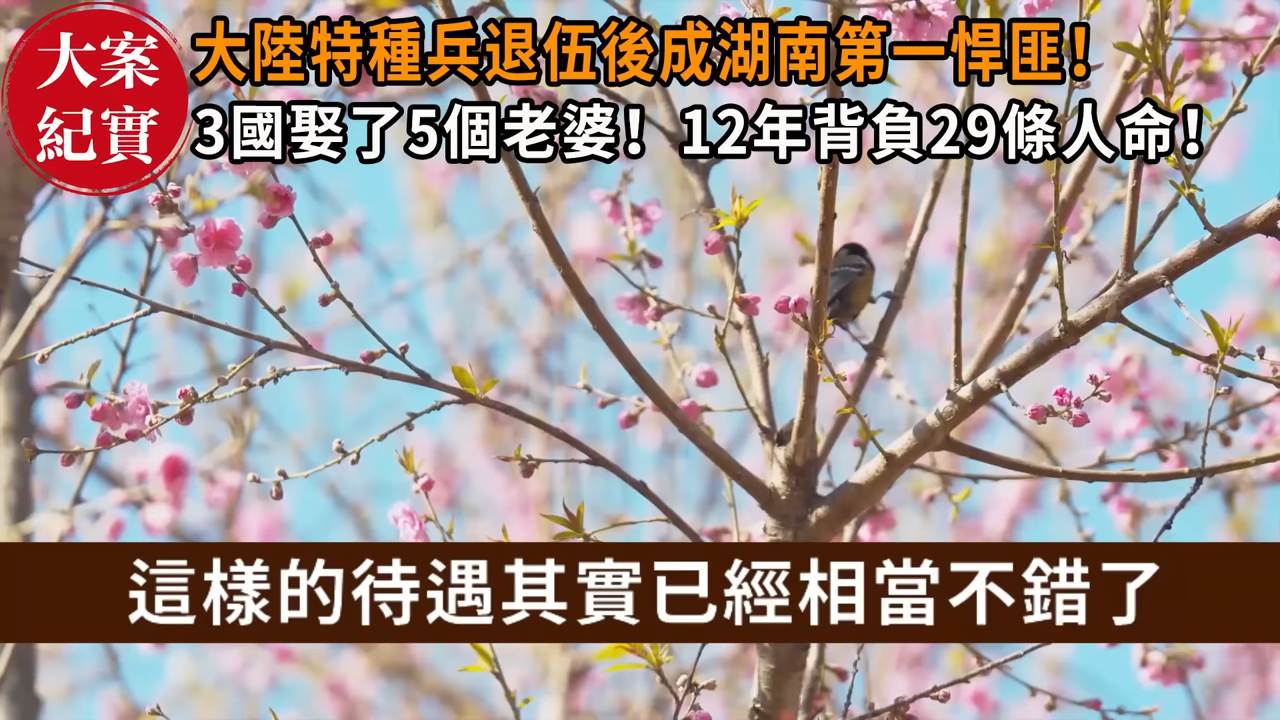 大案
紀實
大陸特種兵退伍後成湖南第一悍匪！
3國娶了5個老婆！12年背負29條人命！
這樣的待遇其實已經相當不錯了